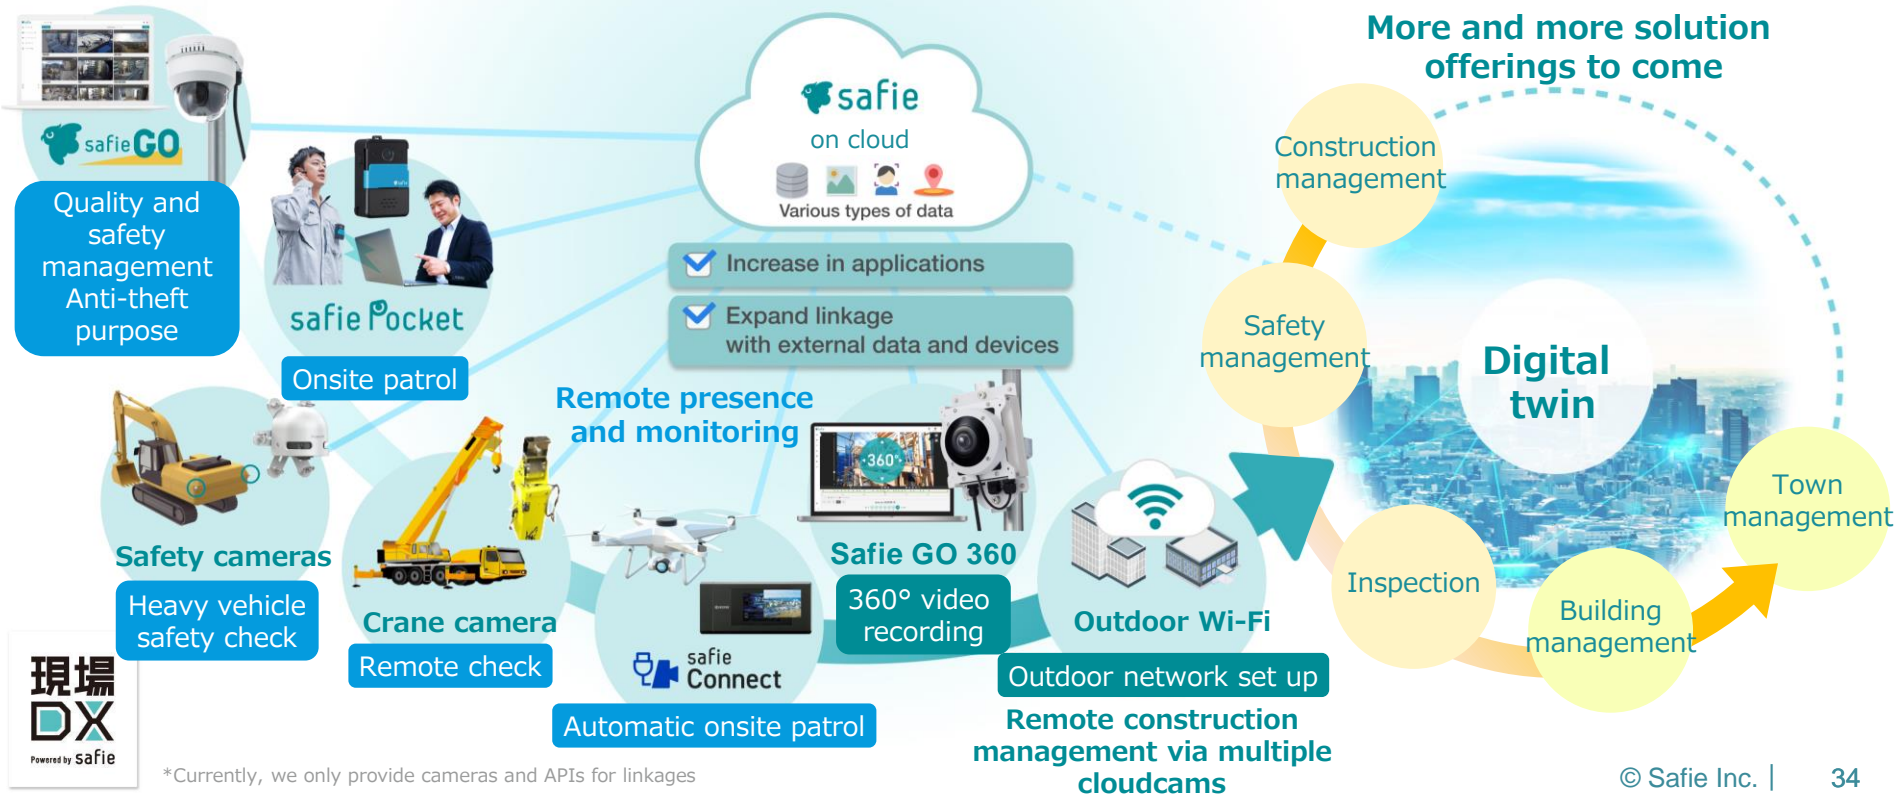 More and more solution
offerings to come
safie
on cloud
Various types of data
Increase in applications
Expand linkage
with external data and devices
safie GO
Quality and
safety
management
Anti-theft
purpose
safie Pocket
Onsite patrol
Safety cameras
Heavy vehicle
safety check
Remote presence
and monitoring
Crane camera
Remote check
safie
Connect
Automatic onsite patrol
360°
Safie GO 360
360° video
recording
Outdoor Wi-Fi
Outdoor network set up
Remote construction
management via multiple
cloudcams
Construction
management
Safety
management
Digital
twin
Inspection
Building
management
Town
management
現場
DX
Powered by safie
*Currently, we only provide cameras and APIs for linkages
© Safie Inc. |
34